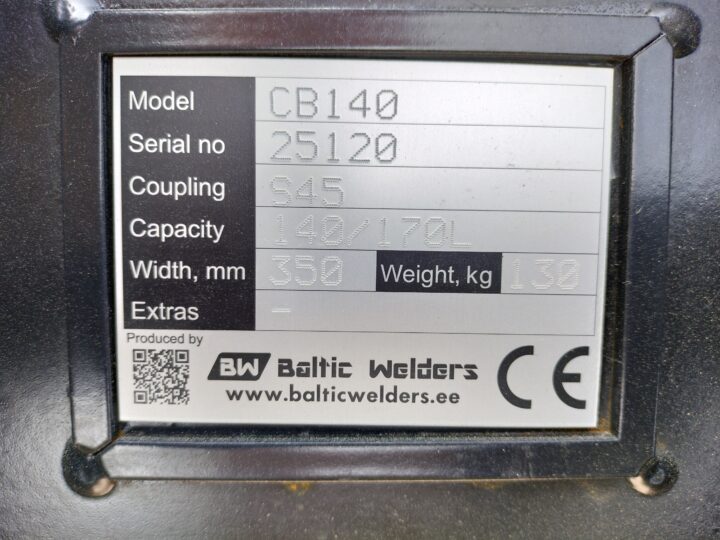 Model CB140
Serial no 25120
Coupling S45
Capacity 140/170L
Width, mm 350 Weight, kg 130
Extras -
Produced by
BW Baltic Welders CE
www.balticwelders.ee